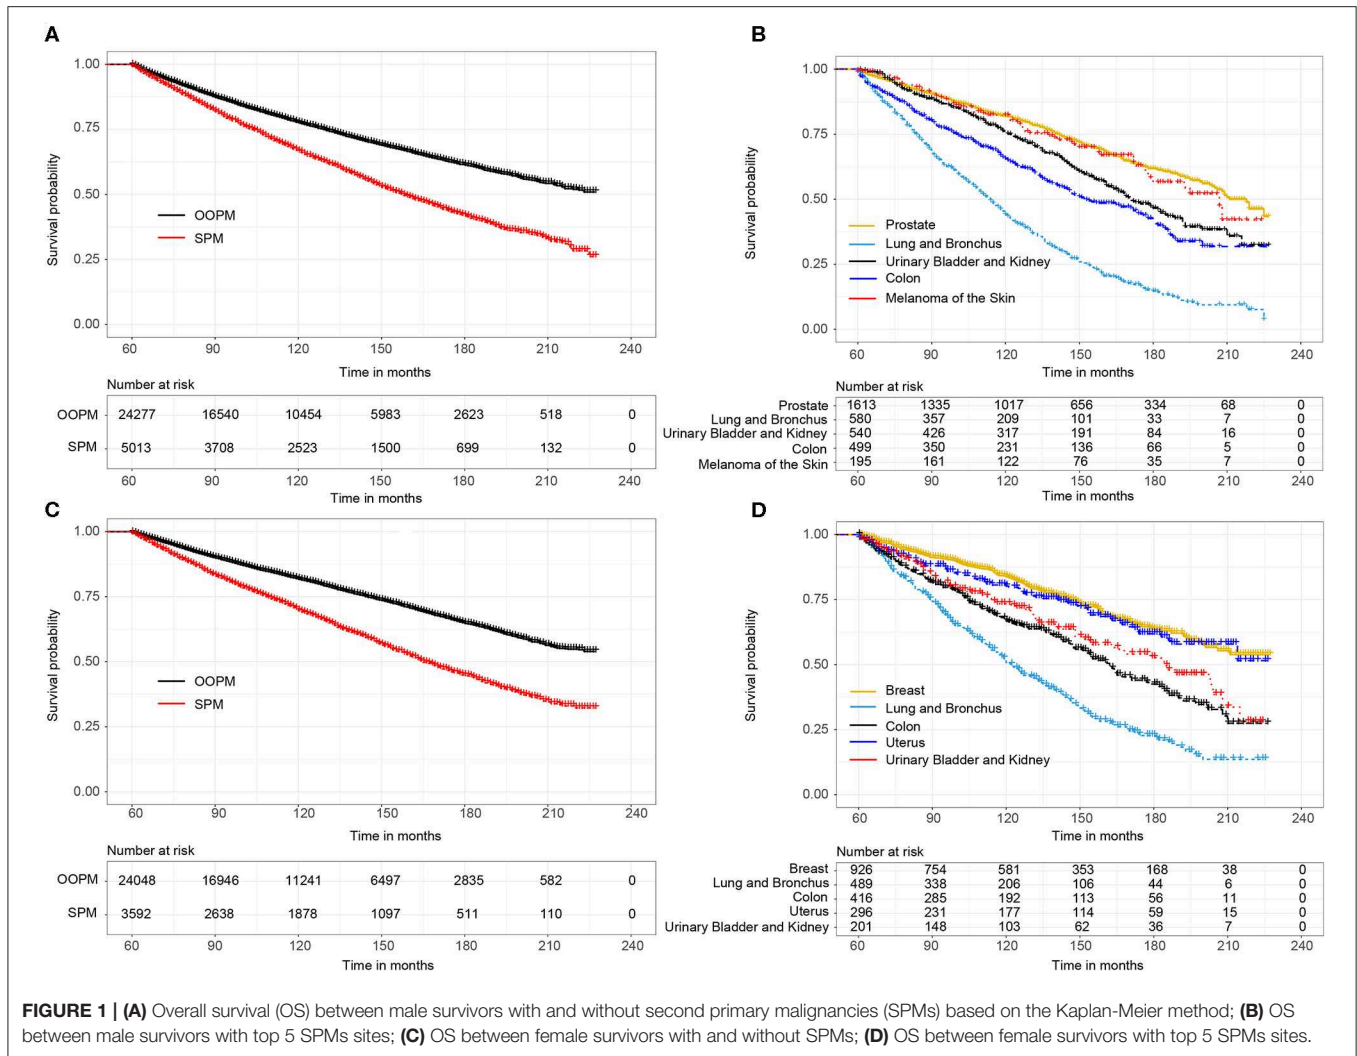 A
1.00
0.75
0.50
0.25
0.00
Survival probability
OOPM
SPM
60 90 120 150 180 210 240
Time in months
Number at risk
OOPM 24277 16540 10454 5983 2623 518 0
SPM 5013 3708 2523 1500 699 132 0
60 90 120 150 180 210 240
Time in months
B
1.00
0.75
0.50
0.25
0.00
Survival probability
Prostate
Lung and Bronchus
Urinary Bladder and Kidney
Colon
Melanoma of the Skin
60 90 120 150 180 210 240
Time in months
Number at risk
Prostate 1613 1335 1017 656 334 68 0
Lung and Bronchus 580 357 209 101 33 7 0
Urinary Bladder and Kidney 540 426 317 191 84 16 0
Colon 499 350 231 136 66 5 0
Melanoma of the Skin 195 161 122 76 35 7 0
60 90 120 150 180 210 240
Time in months
C
1.00
0.75
0.50
0.25
0.00
Survival probability
OOPM
SPM
60 90 120 150 180 210 240
Time in months
Number at risk
OOPM 24048 16946 11241 6497 2835 582 0
SPM 3592 2638 1878 1097 511 110 0
60 90 120 150 180 210 240
Time in months
D
1.00
0.75
0.50
0.25
0.00
Survival probability
Breast
Lung and Bronchus
Colon
Uterus
Urinary Bladder and Kidney
60 90 120 150 180 210 240
Time in months
Number at risk
Breast 926 754 581 353 168 38 0
Lung and Bronchus 489 338 206 106 44 6 0
Colon 416 285 192 113 56 11 0
Uterus 296 231 177 114 59 15 0
Urinary Bladder and Kidney 201 148 103 62 36 7 0
60 90 120 150 180 210 240
Time in months
FIGURE 1 | (A) Overall survival (OS) between male survivors with and without second primary malignancies (SPMs) based on the Kaplan-Meier method; (B) OS
between male survivors with top 5 SPMs sites; (C) OS between female survivors with and without SPMs; (D) OS between female survivors with top 5 SPMs sites.